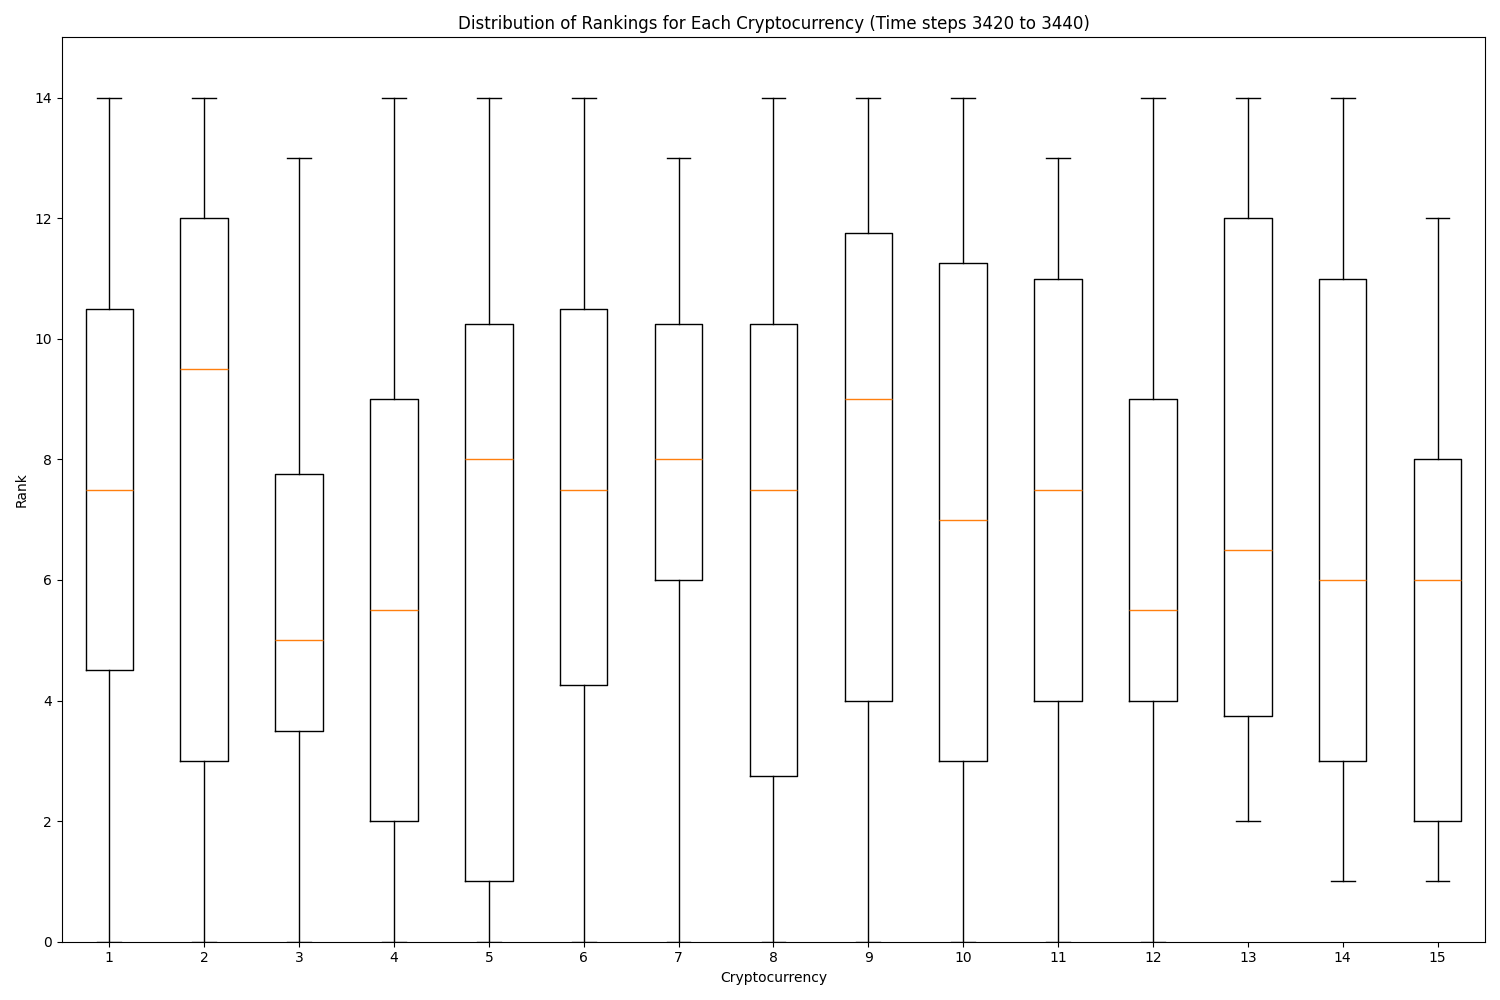 Distribution of Rankings for Each Cryptocurrency (Time steps 3420 to 3440)
14
12
10
8
6
4
2
0
Rank
1 2 3 4 5 6 7 8 9 10 11 12 13 14 15
Cryptocurrency